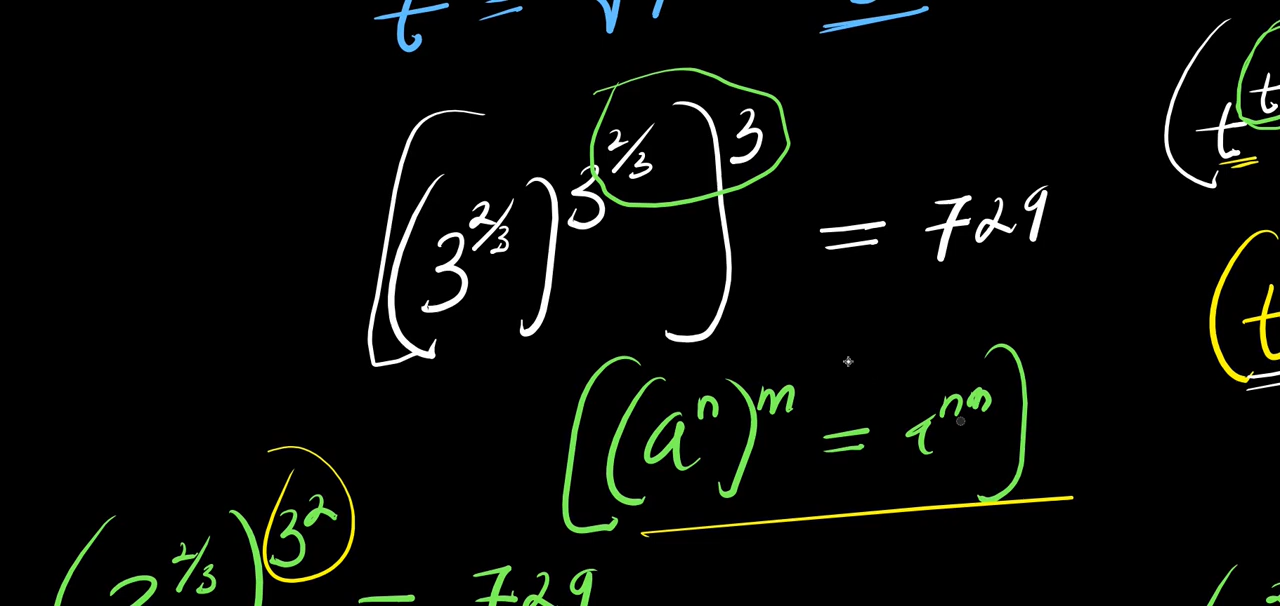 t =
[(3^{2/3})^{3^{2/3}}]^3 = 729
(t^t
(t
[(a^n)^m = a^{nm}]
(3^{2/3})^{3^2} = 729